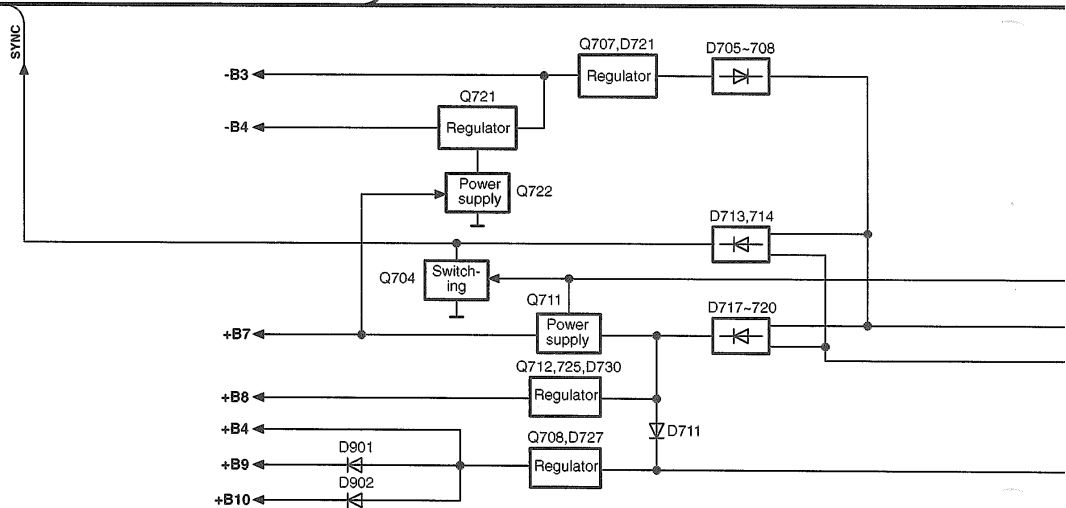 SYNC
Q707,D721
D705~708
-B3
Regulator
Q721
-B4
Regulator
Power
supply
Q722
D713,714
Q704
Switch-
ing
Q711
D717~720
+B7
Power
supply
Q712,725,D730
+B8
Regulator
+B4
D711
D901
Q708,D727
+B9
Regulator
D902
+B10